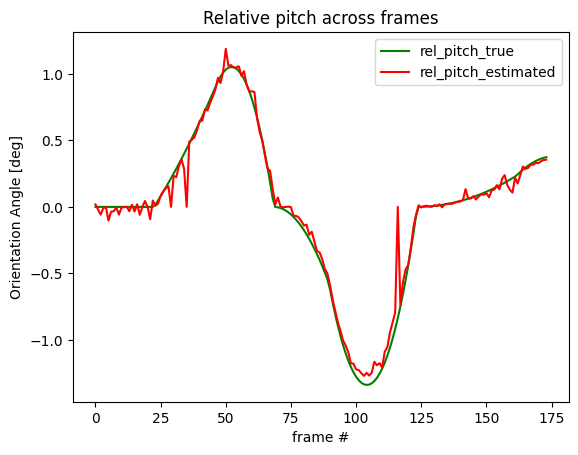 Relative pitch across frames
rel_pitch_true
rel_pitch_estimated
Orientation Angle [deg]
1.0
0.5
0.0
−0.5
−1.0
0 25 50 75 100 125 150 175
frame #